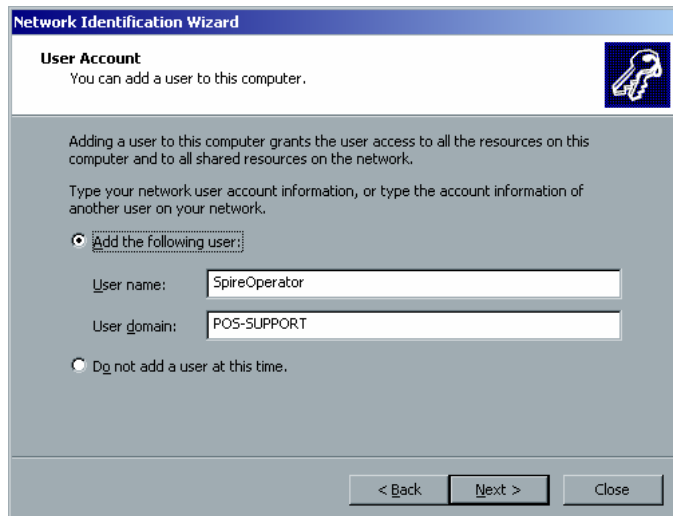 Network Identification Wizard
User Account
You can add a user to this computer.
Adding a user to this computer grants the user access to all the resources on this
computer and to all shared resources on the network.
Type your network user account information, or type the account information of
another user on your network.
Add the following user:
User name:
SpireOperator
User domain:
POS-SUPPORT
Do not add a user at this time.
< Back
Next >
Close